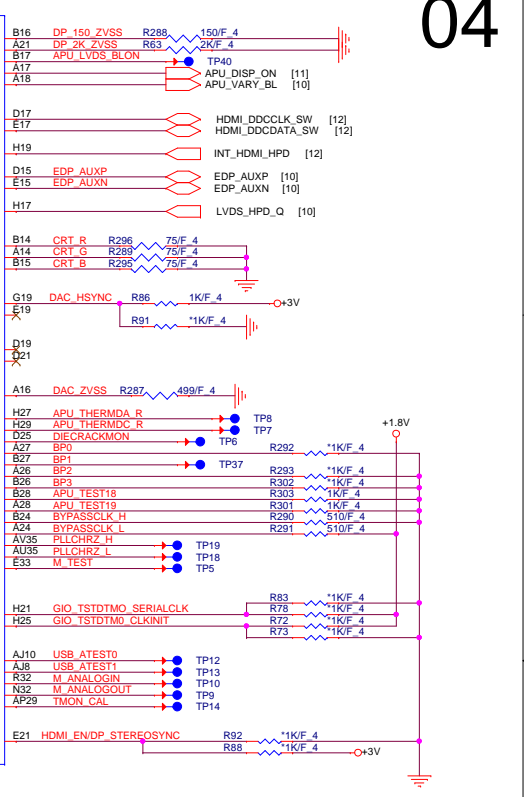 04
B16 DP_150_ZVSS R288 150/F_4
A21 DP_2K_ZVSS R63 2K/F_4
B17 APU_LVDS_BLON TP40
A17 APU_DISP_ON [11]
A18 APU_VARY_BL [10]
D17 HDMI_DDCCLK_SW [12]
E17 HDMI_DDCDATA_SW [12]
H19 INT_HDMI_HPD [12]
D15 EDP_AUXP EDP_AUXP [10]
E15 EDP_AUXN EDP_AUXN [10]
H17 LVDS_HPD_Q [10]
B14 CRT_R R296 75/F_4
A14 CRT_G R289 75/F_4
B15 CRT_B R295 75/F_4
G19 DAC_HSYNC R86 1K/F_4 +3V
E19
R91 *1K/F_4
D19
D21
A16 DAC_ZVSS R287 499/F_4
H27 APU_THERMDA_R TP8
H29 APU_THERMDC_R TP7
+1.8V
D25 DIECRACKMON TP6
A27 BP0 R292 *1K/F_4
B27 BP1 TP37
A26 BP2 R293 *1K/F_4
B26 BP3 R302 *1K/F_4
B28 APU_TEST18 R303 1K/F_4
A28 APU_TEST19 R301 1K/F_4
B24 BYPASSCLK_H R290 510/F_4
A24 BYPASSCLK_L R291 510/F_4
AV35 PLLCHRZ_H TP19
AU35 PLLCHRZ_L TP18
E33 M_TEST TP5
R83 *1K/F_4
H21 GIO_TSTDTMO_SERIALCLK R78 *1K/F_4
H25 GIO_TSTDTM0_CLKINIT R72 *1K/F_4
R73 *1K/F_4
AJ10 USB_ATEST0 TP12
AJ8 USB_ATEST1 TP13
R32 M_ANALOGIN TP10
N32 M_ANALOGOUT TP9
AP29 TMON_CAL TP14
E21 HDMI_EN/DP_STEREOSYNC R92 *1K/F_4
R88 *1K/F_4 +3V